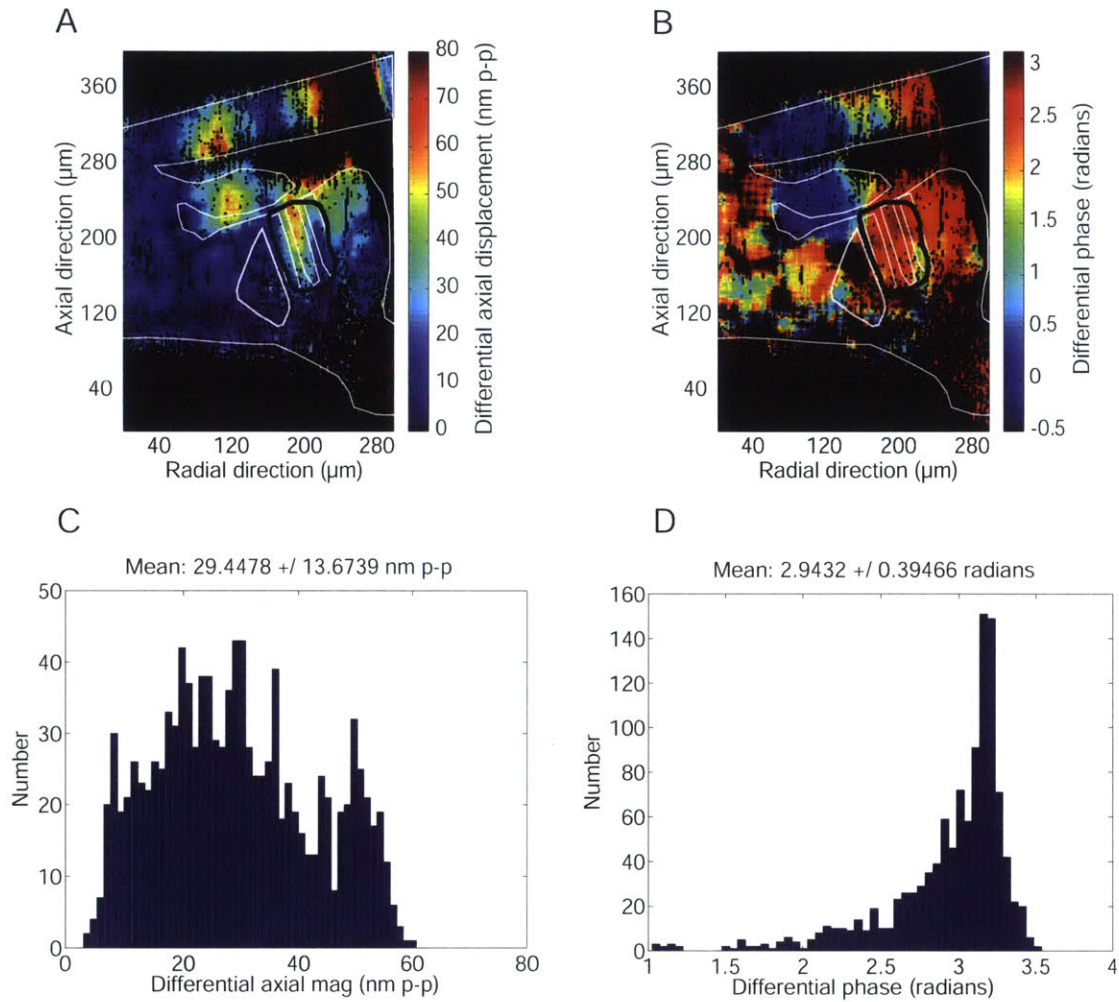 A
B
80
70
60
50
40
30
20
10
0
Differential axial displacement (nm p-p)
360
280
200
120
40
Axial direction (µm)
40 120 200 280
Radial direction (µm)
3
2.5
2
1.5
1
0.5
0
-0.5
Differential phase (radians)
360
280
200
120
40
Axial direction (µm)
40 120 200 280
Radial direction (µm)
C
Mean: 29.4478 +/ 13.6739 nm p-p
50
40
30
20
10
0
Number
0 20 40 60 80
Differential axial mag (nm p-p)
D
Mean: 2.9432 +/ 0.39466 radians
160
140
120
100
80
60
40
20
0
Number
1 1.5 2 2.5 3 3.5 4
Differential phase (radians)